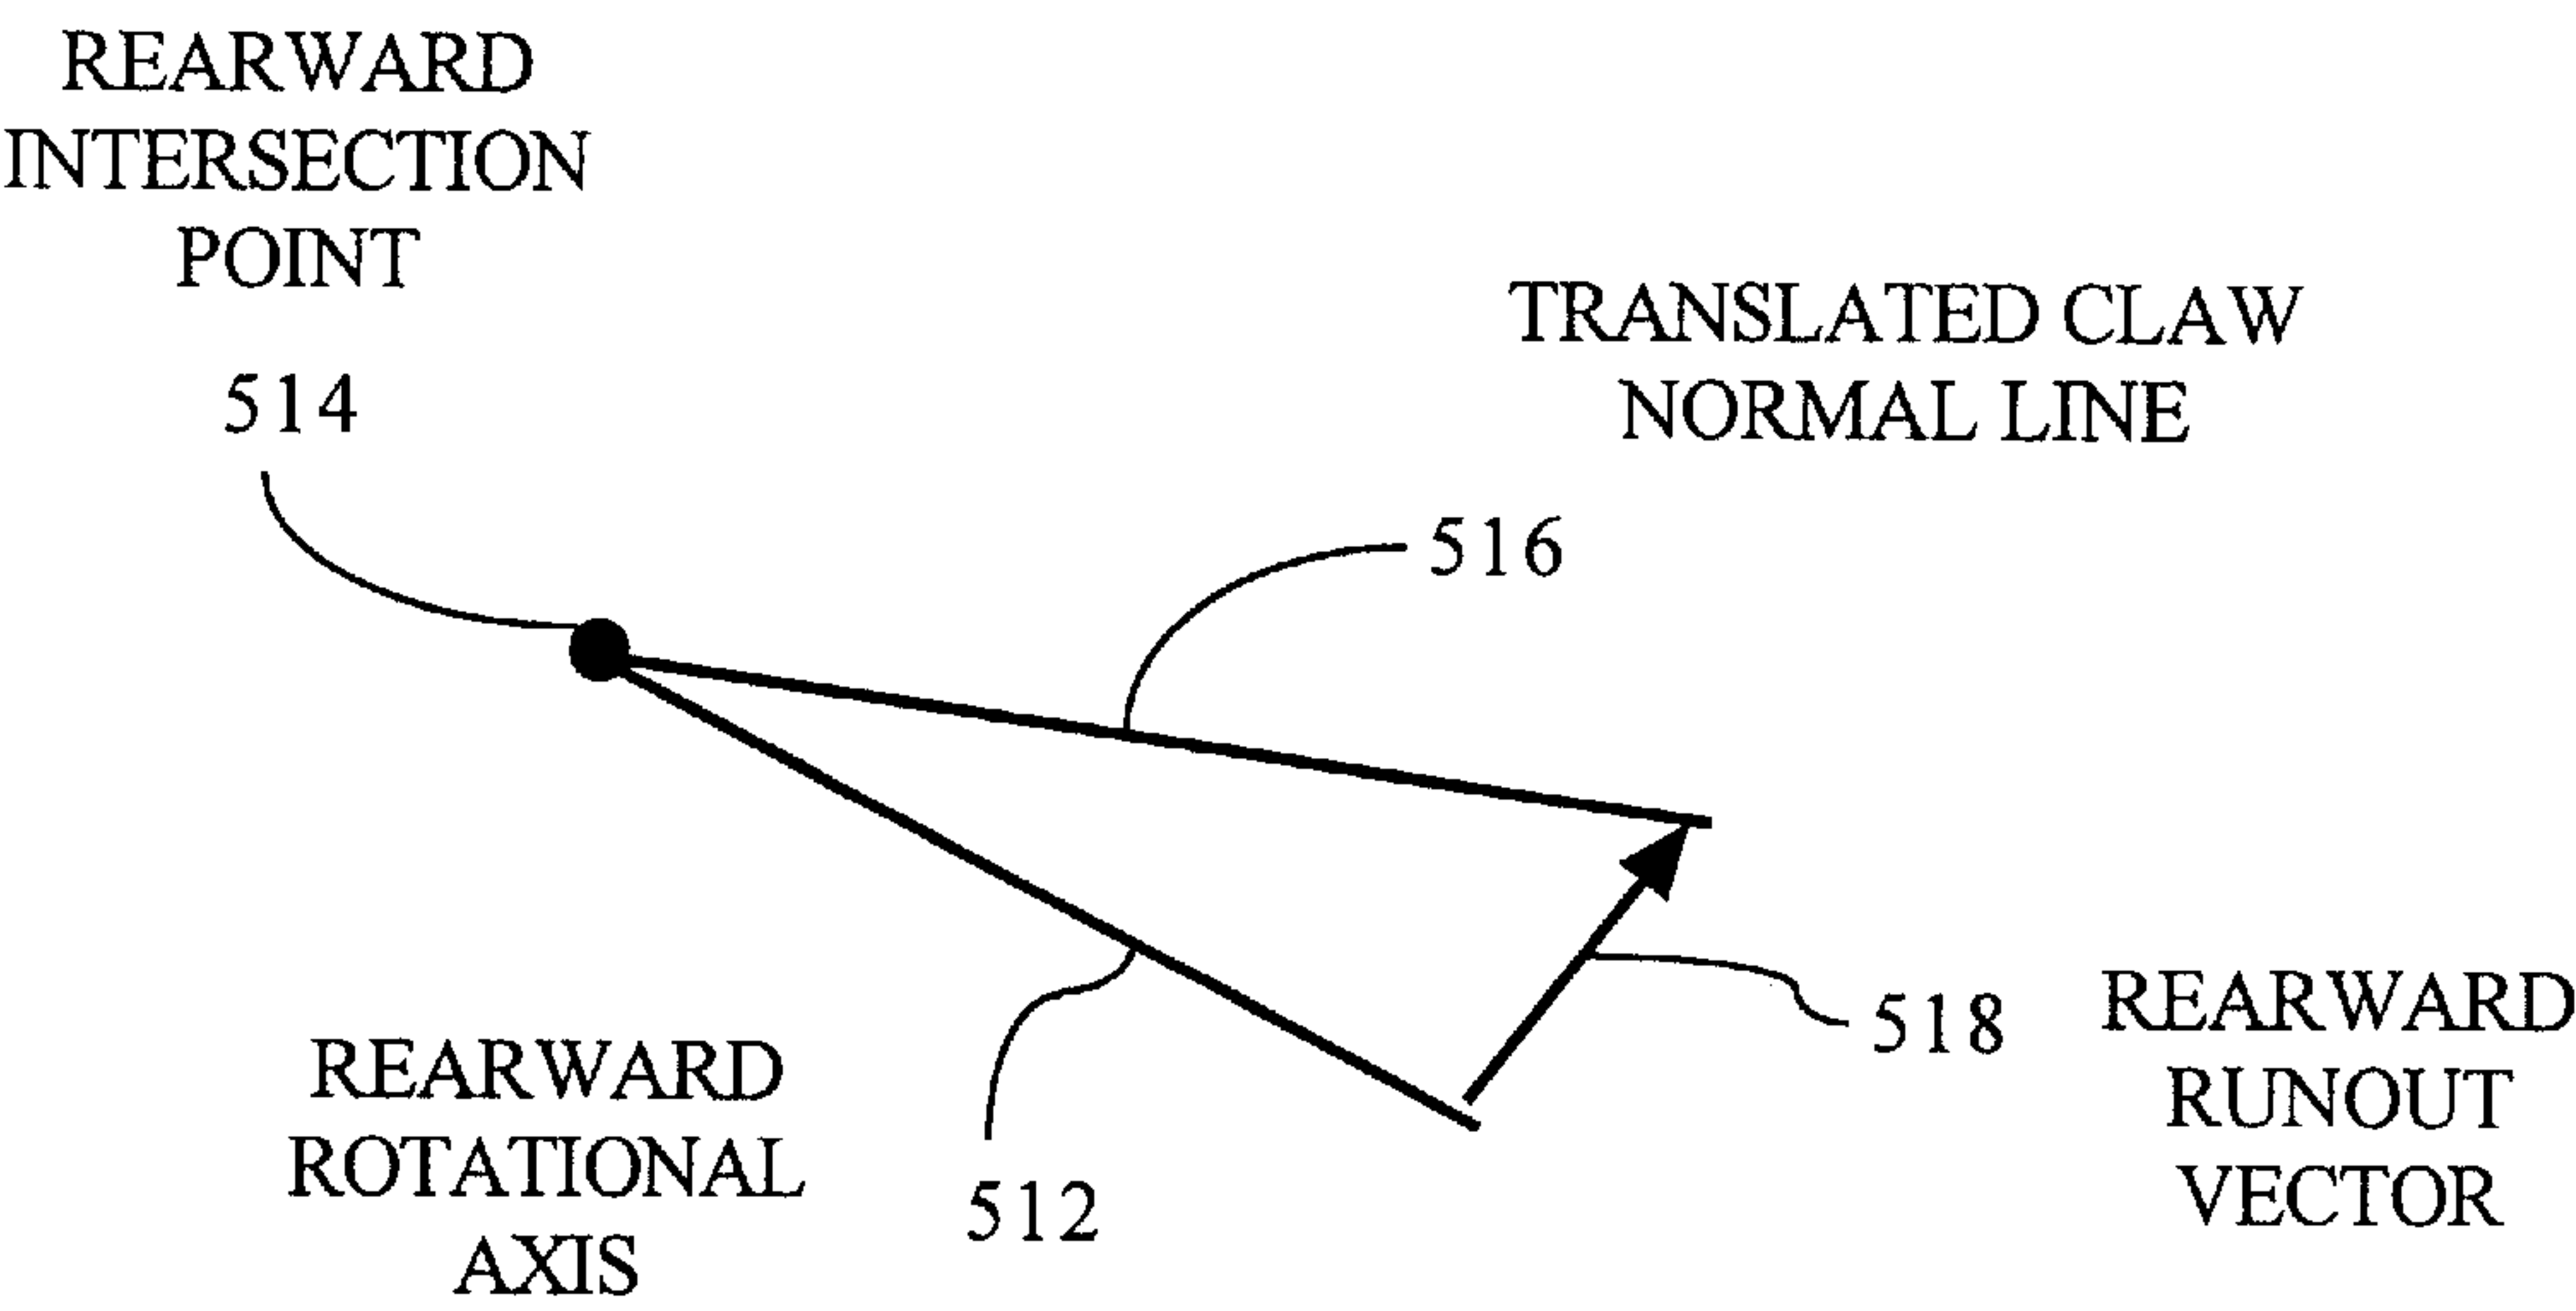 REARWARD
INTERSECTION
POINT
514
TRANSLATED CLAW
NORMAL LINE
516
518
REARWARD
RUNOUT
VECTOR
REARWARD
ROTATIONAL
AXIS
512